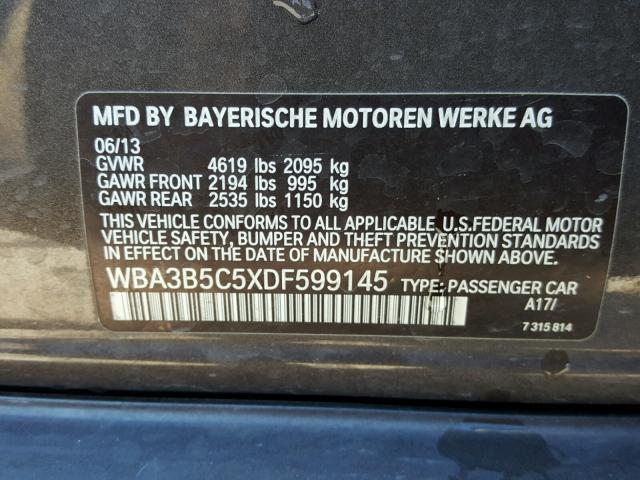 MFD BY BAYERISCHE MOTOREN WERKE AG
06/13
GVWR 4619 lbs 2095 kg
GAWR FRONT 2194 lbs 995 kg
GAWR REAR 2535 lbs 1150 kg
THIS VEHICLE CONFORMS TO ALL APPLICABLE U.S.FEDERAL MOTOR
VEHICLE SAFETY, BUMPER AND THEFT PREVENTION STANDARDS
IN EFFECT ON THE DATE OF MANUFACTURE SHOWN ABOVE.
WBA3B5C5XDF599145 TYPE: PASSENGER CAR
A17/
7 315 814